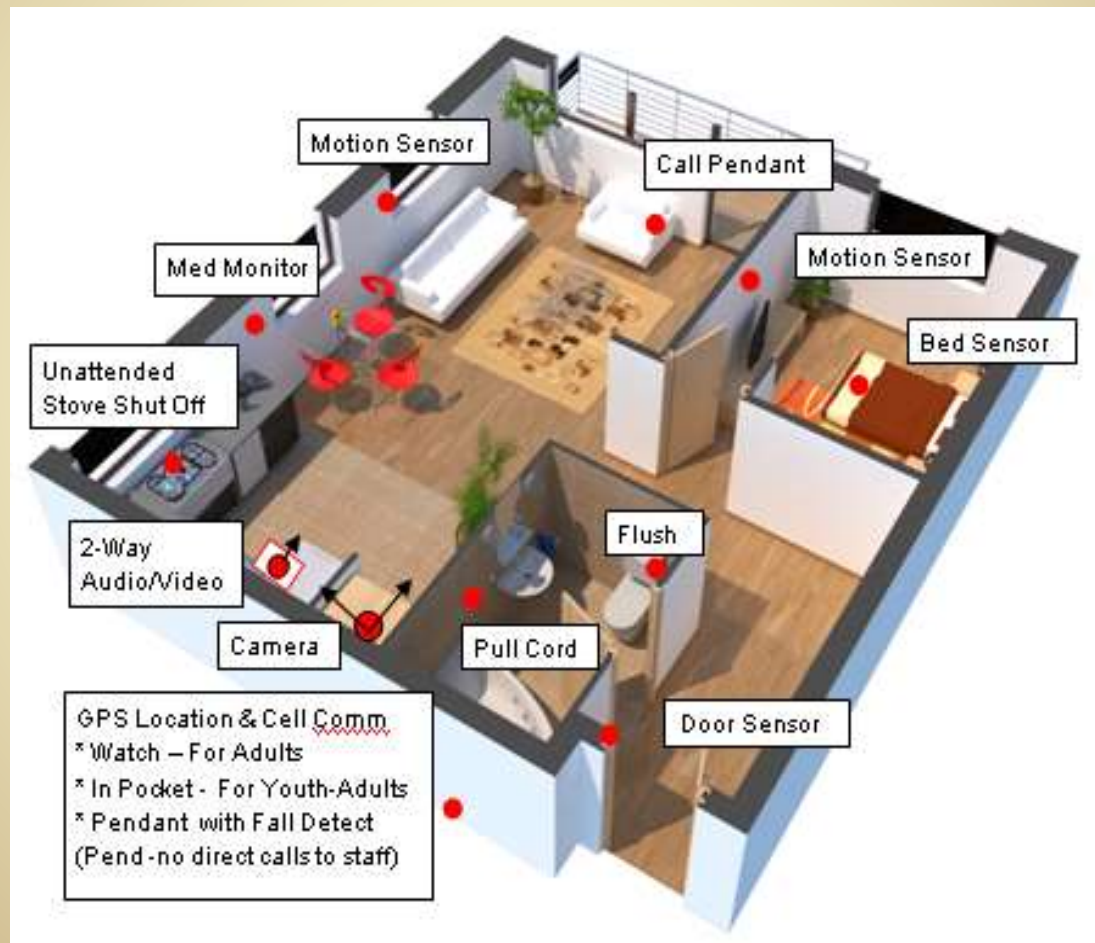 Motion Sensor
Call Pendant
Med Monitor
Motion Sensor
Bed Sensor
Unattended
Stove Shut Off
2-Way
Audio/Video
Flush
Camera
Pull Cord
Door Sensor
GPS Location & Cell Comm
* Watch – For Adults
* In Pocket - For Youth-Adults
* Pendant with Fall Detect
(Pend -no direct calls to staff)